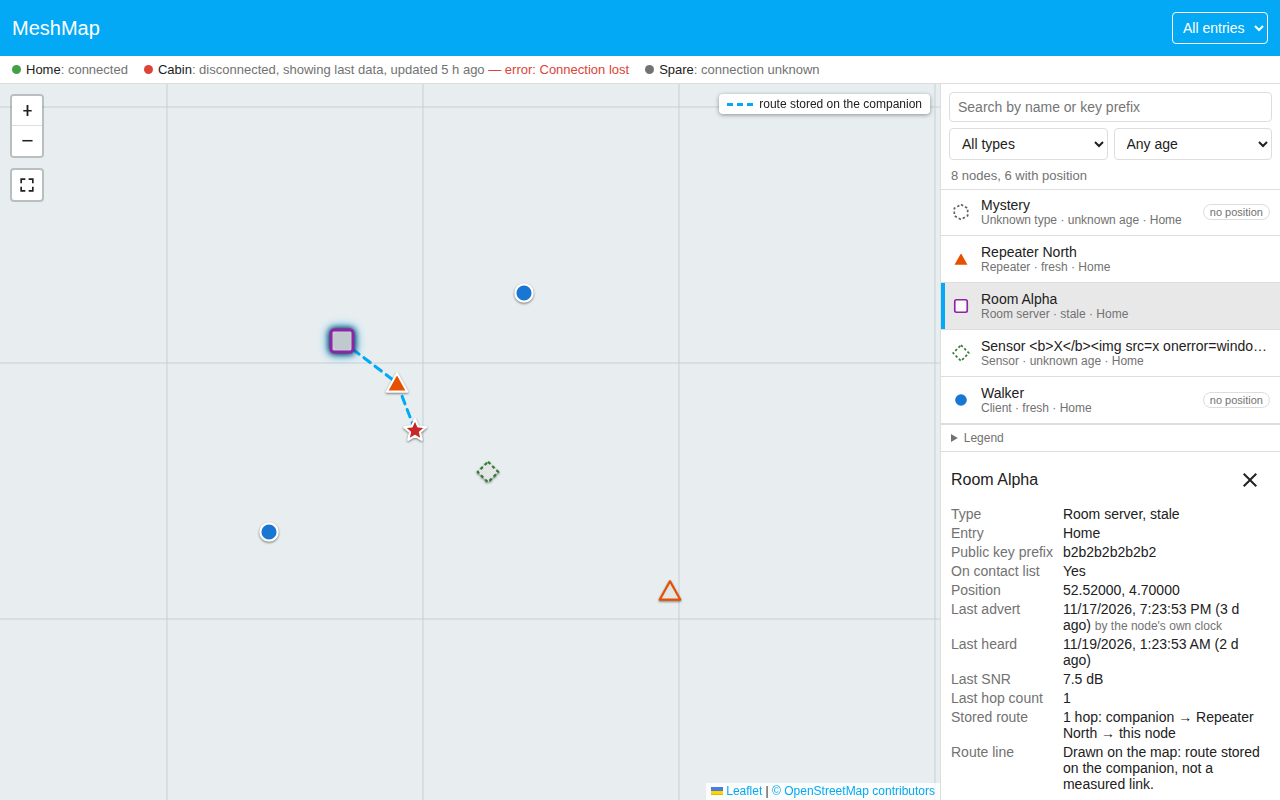 MeshMap
All entries
Home: connected
Cabin: disconnected, showing last data, updated 5 h ago — error: Connection lost
Spare: connection unknown
+
−
route stored on the companion
Search by name or key prefix
All types
Any age
8 nodes, 6 with position
Mystery
Unknown type · unknown age · Home
no position
Repeater North
Repeater · fresh · Home
Room Alpha
Room server · stale · Home
Sensor <b>X</b><img src=x onerror=windo…
Sensor · unknown age · Home
Walker
Client · fresh · Home
no position
Legend
Room Alpha
Type Room server, stale
Entry Home
Public key prefix b2b2b2b2b2b2
On contact list Yes
Position 52.52000, 4.70000
Last advert 11/17/2026, 7:23:53 PM (3 d
ago) by the node's own clock
Last heard 11/19/2026, 1:23:53 AM (2 d
ago)
Last SNR 7.5 dB
Last hop count 1
Stored route 1 hop: companion → Repeater
North → this node
Route line Drawn on the map: route stored
on the companion, not a
measured link.
Leaflet | © OpenStreetMap contributors